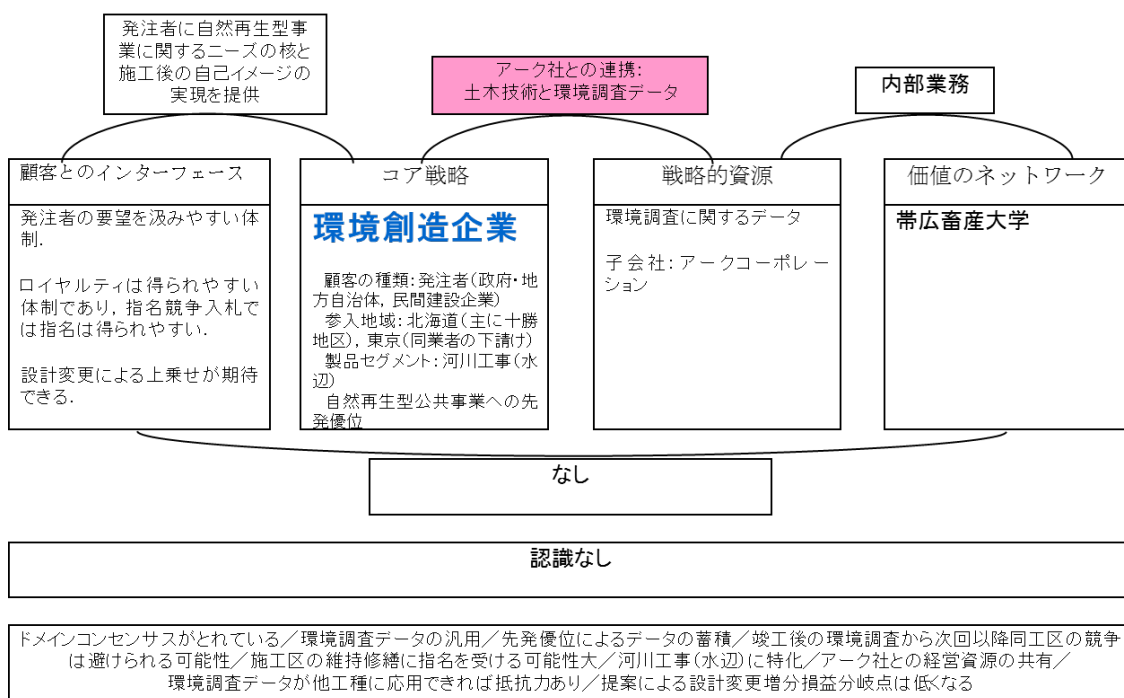 発注者に自然再生型事
業に関するニーズの核と
施工後の自己イメージの
実現を提供
アーク社との連携:
土木技術と環境調査データ
内部業務
顧客とのインターフェース
発注者の要望を汲みやすい体
制.
ロイヤルティは得られやすい
体制であり, 指名競争入札で
は指名は得られやすい.
設計変更による上乗せが期待
できる.
コア戦略
環境創造企業
顧客の種類:発注者(政府・地
方自治体, 民間建設企業)
参入地域:北海道(主に十勝
地区), 東京(同業者の下請け)
製品セグメント:河川工事(水
辺)
自然再生型公共事業への先
発優位
戦略的資源
環境調査に関するデータ
子会社:アークコーポレー
ション
価値のネットワーク
帯広畜産大学
なし
認識なし
ドメインコンセンサスがとれている/環境調査データの汎用/先発優位によるデータの蓄積/竣工後の環境調査から次回以降同工区の競争
は避けられる可能性/施工区の維持修繕に指名を受ける可能性大/河川工事(水辺)に特化/アーク社との経営資源の共有/
環境調査データが他工種に応用できれば抵抗力あり/提案による設計変更増分損益分岐点は低くなる